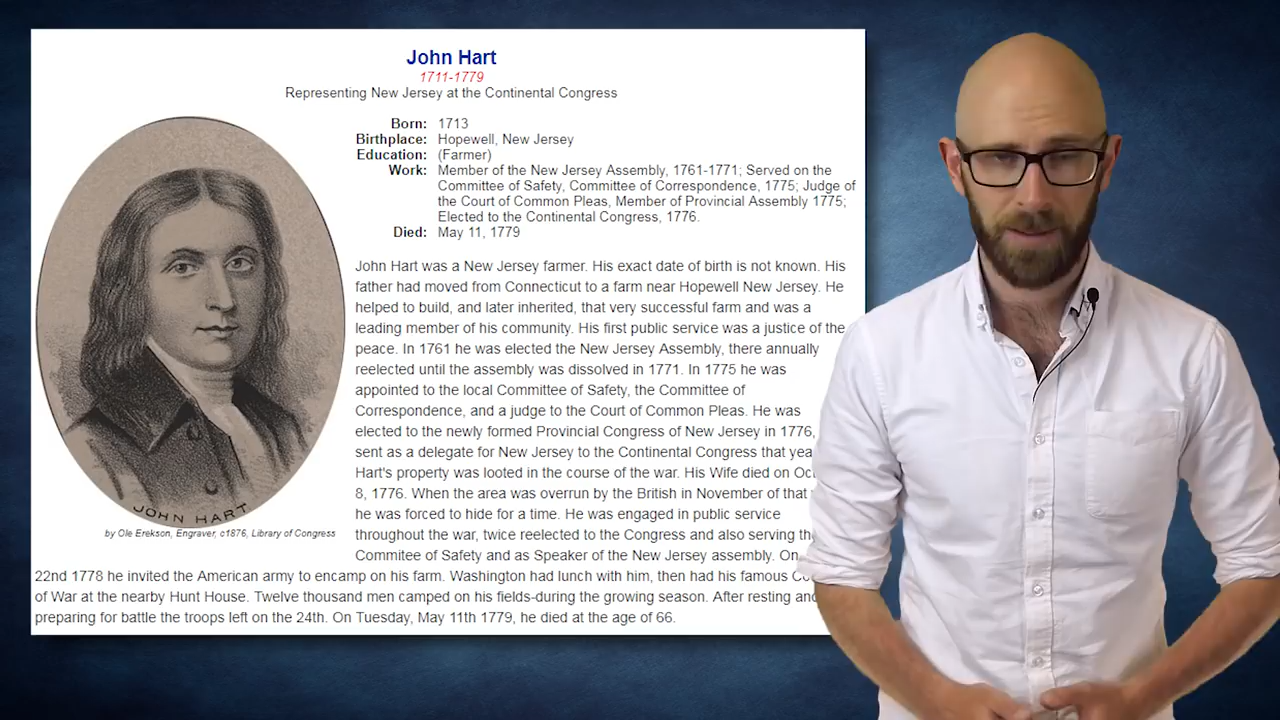 John Hart
1711-1779
Representing New Jersey at the Continental Congress
Born: 1713
Birthplace: Hopewell, New Jersey
Education: (Farmer)
Work: Member of the New Jersey Assembly, 1761-1771; Served on the
Committee of Safety, Committee of Correspondence, 1775; Judge of
the Court of Common Pleas, Member of Provincial Assembly 1775;
Elected to the Continental Congress, 1776.
Died: May 11, 1779
John Hart was a New Jersey farmer. His exact date of birth is not known. His
father had moved from Connecticut to a farm near Hopewell New Jersey. He
helped to build, and later inherited, that very successful farm and was a
leading member of his community. His first public service was a justice of the
peace. In 1761 he was elected the New Jersey Assembly, there annually
reelected until the assembly was dissolved in 1771. In 1775 he was
appointed to the local Committee of Safety, the Committee of
Correspondence, and a judge to the Court of Common Pleas. He was
elected to the newly formed Provincial Congress of New Jersey in 1776,
sent as a delegate for New Jersey to the Continental Congress that
Hart's property was looted in the course of the war. His Wife died on
8, 1776. When the area was overrun by the British in November of that
he was forced to hide for a time. He was engaged in public service
throughout the war, twice reelected to the Congress and also serving
Commitee of Safety and as Speaker of the New Jersey assembly. On
JOHN HART
by Ole Erekson, Engraver, c1876, Library of Congress
22nd 1778 he invited the American army to encamp on his farm. Washington had lunch with him, then had his famous
of War at the nearby Hunt House. Twelve thousand men camped on his fields-during the growing season. After resting
preparing for battle the troops left on the 24th. On Tuesday, May 11th 1779, he died at the age of 66.